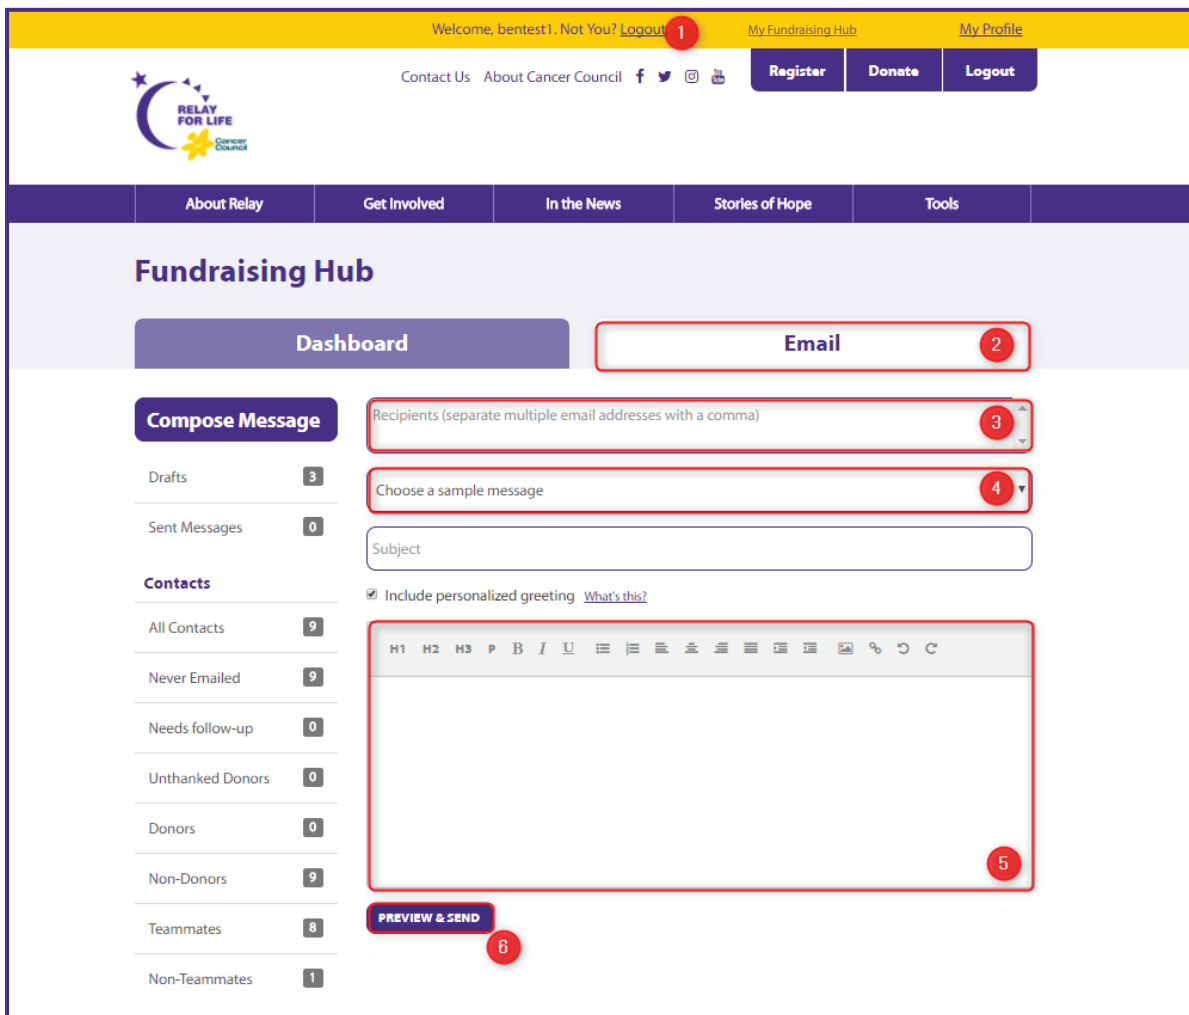 Welcome, bentest1. Not You? Logout 1 My Fundraising Hub My Profile
Contact Us About Cancer Council You Tube Register Donate Logout
RELAY
FOR LIFE
Cancer
Council
About Relay Get Involved In the News Stories of Hope Tools
Fundraising Hub
Dashboard Email 2
Compose Message
Recipients (separate multiple email addresses with a comma) 3
Drafts 3
Choose a sample message 4
Sent Messages 0
Subject
Contacts
Include personalized greeting What's this?
All Contacts 9
H1 H2 H3 P B I U
Never Emailed 9
Needs follow-up 0
Unthanked Donors 0
Donors 0
Non-Donors 9
5
PREVIEW & SEND
Teammates 8
6
Non-Teammates 1